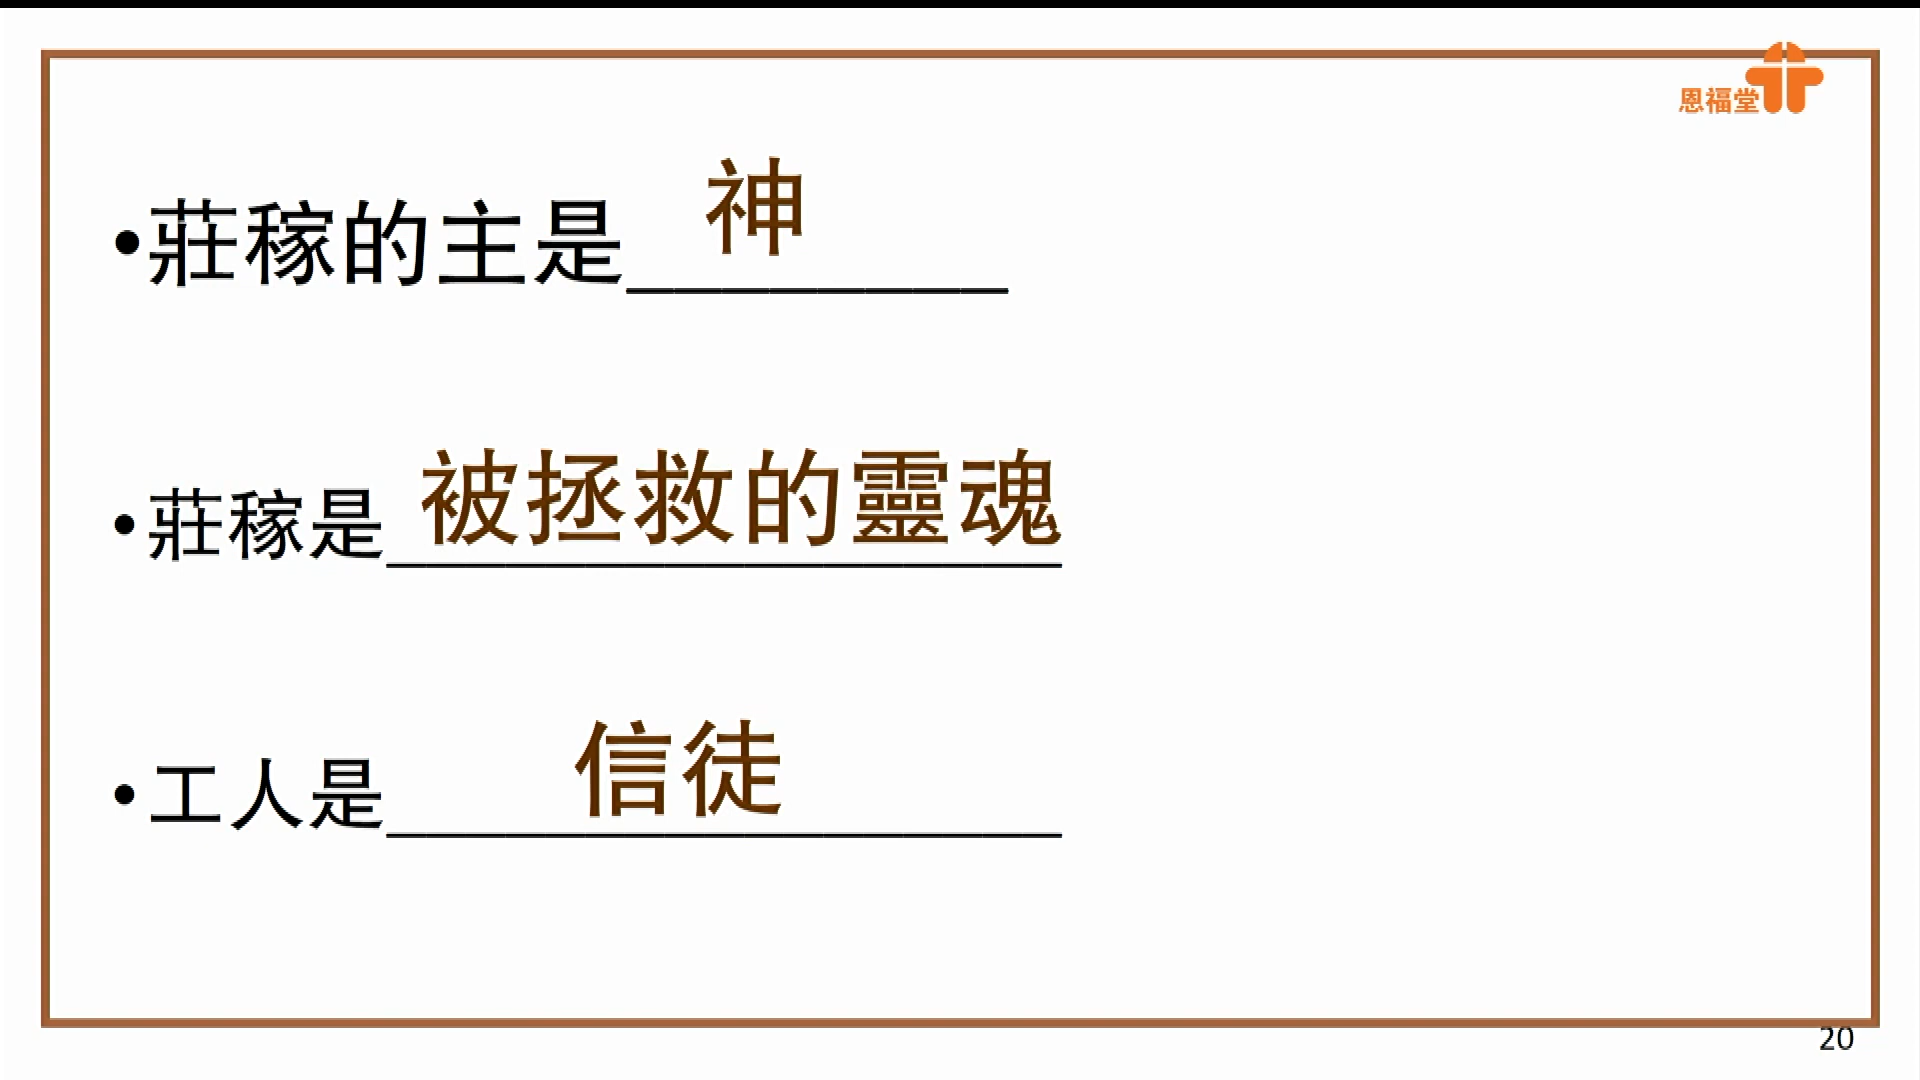 恩福堂
•莊稼的主是 神
•莊稼是 被拯救的靈魂
•工人是 信徒
20